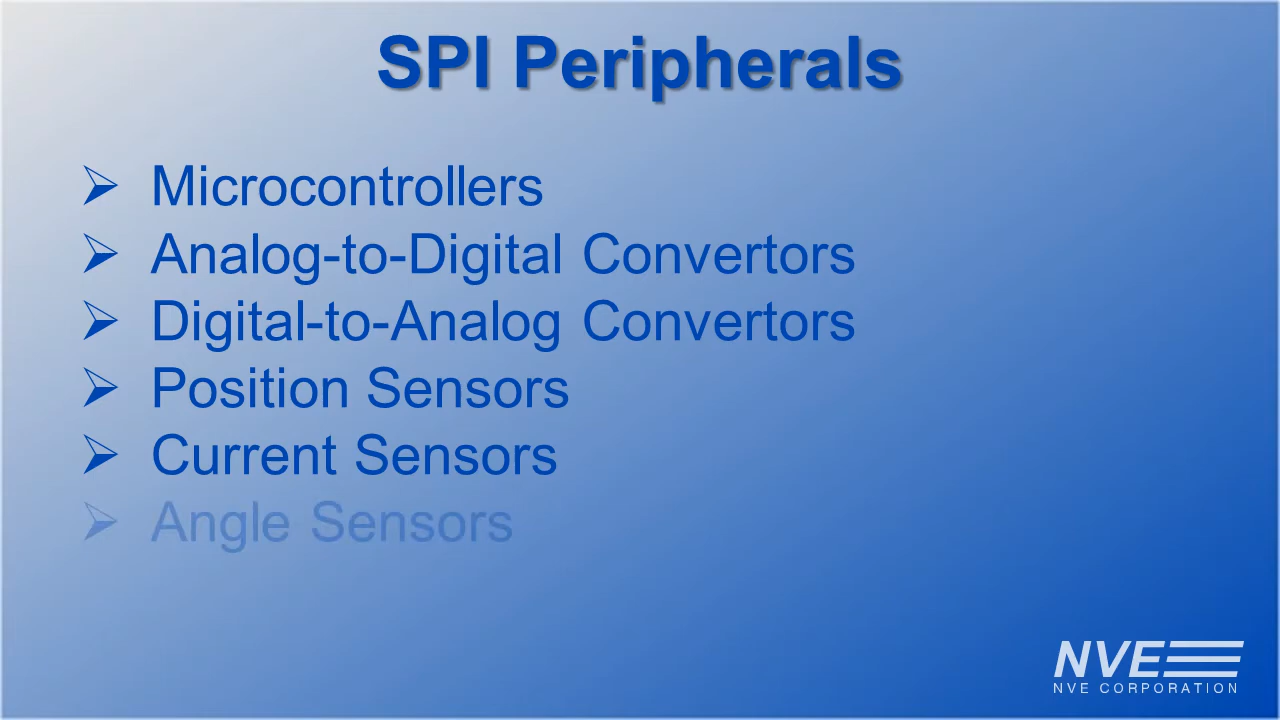 SPI Peripherals
➢ Microcontrollers
➢ Analog-to-Digital Convertors
➢ Digital-to-Analog Convertors
➢ Position Sensors
➢ Current Sensors
➢ Angle Sensors
NVE
NVE CORPORATION